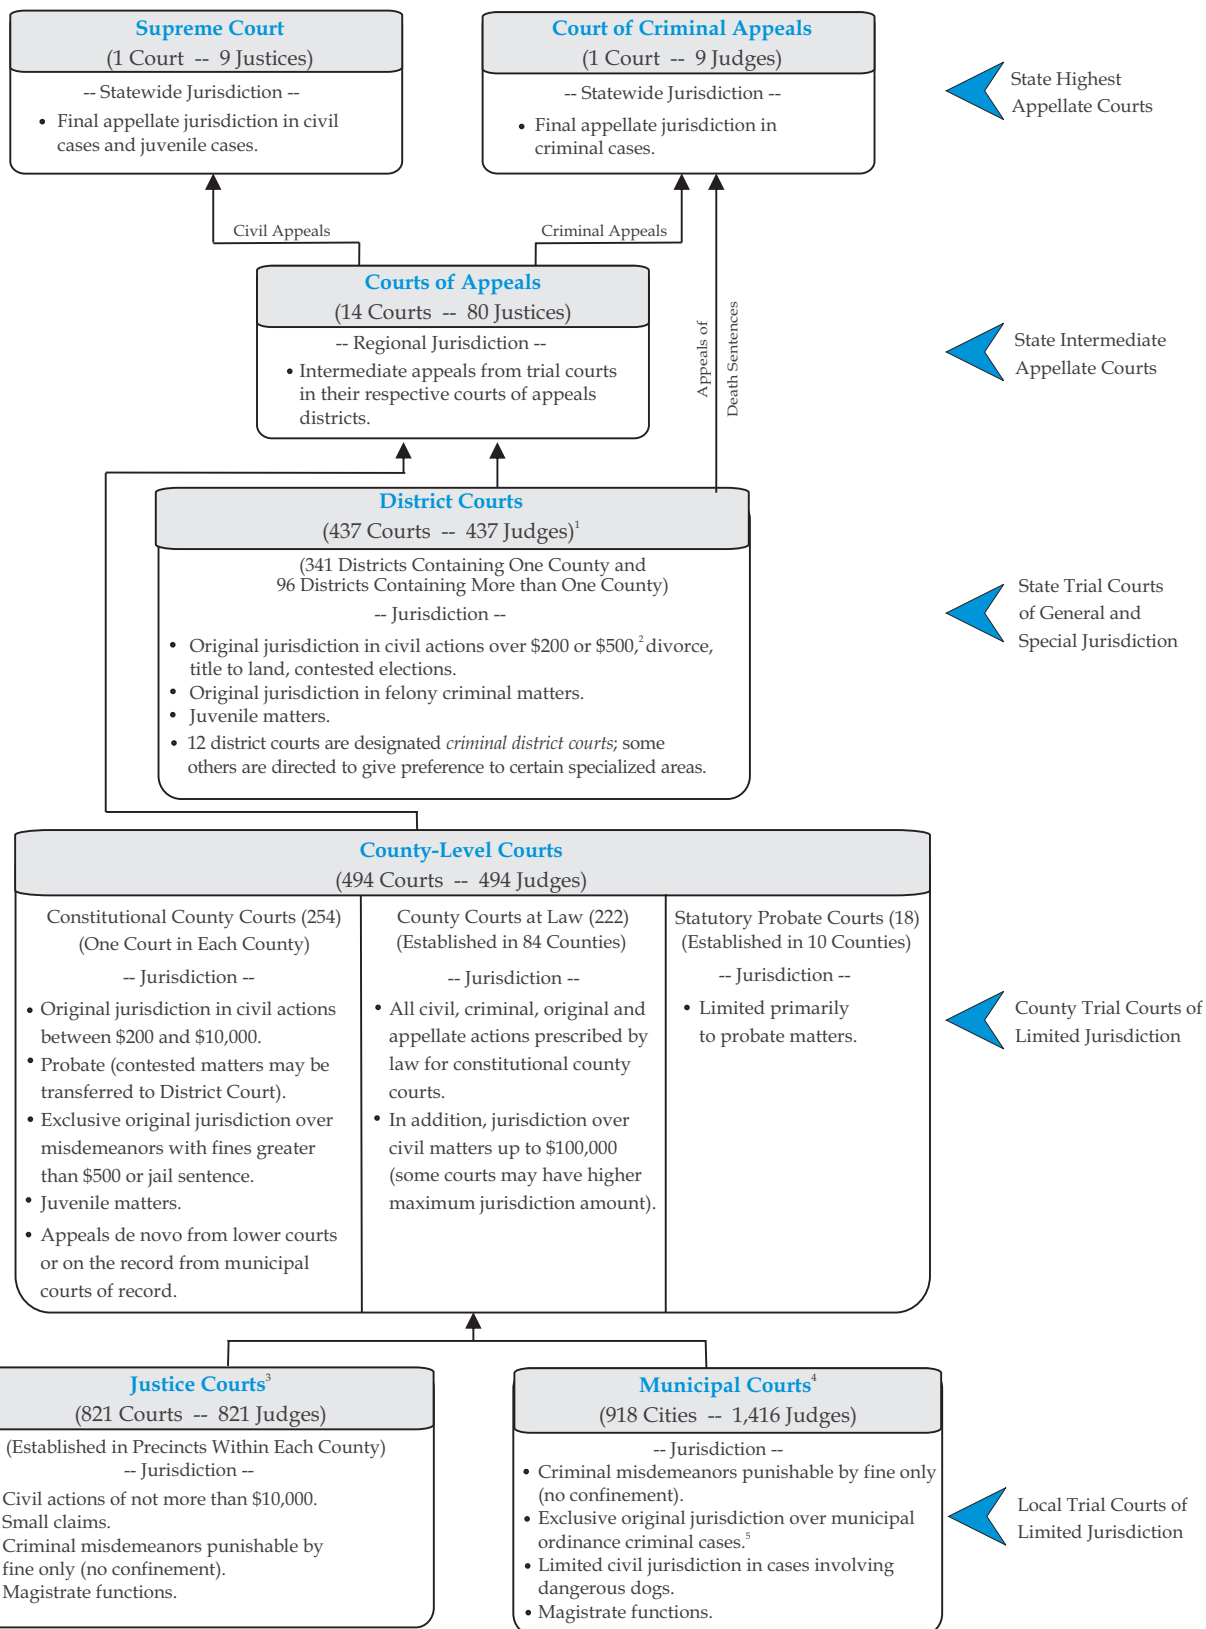 Supreme Court
(1 Court -- 9 Justices)
-- Statewide Jurisdiction --
• Final appellate jurisdiction in civil
cases and juvenile cases.
Court of Criminal Appeals
(1 Court -- 9 Judges)
-- Statewide Jurisdiction --
• Final appellate jurisdiction in
criminal cases.
State Highest
Appellate Courts
Civil Appeals
Criminal Appeals
Appeals of
Death Sentences
Courts of Appeals
(14 Courts -- 80 Justices)
-- Regional Jurisdiction --
• Intermediate appeals from trial courts
in their respective courts of appeals
districts.
State Intermediate
Appellate Courts
District Courts
(437 Courts -- 437 Judges)¹
(341 Districts Containing One County and
96 Districts Containing More than One County)
-- Jurisdiction --
• Original jurisdiction in civil actions over $200 or $500,² divorce,
title to land, contested elections.
• Original jurisdiction in felony criminal matters.
• Juvenile matters.
• 12 district courts are designated criminal district courts; some
others are directed to give preference to certain specialized areas.
State Trial Courts
of General and
Special Jurisdiction
County-Level Courts
(494 Courts -- 494 Judges)
Constitutional County Courts (254)
(One Court in Each County)
-- Jurisdiction --
• Original jurisdiction in civil actions
between $200 and $10,000.
• Probate (contested matters may be
transferred to District Court).
• Exclusive original jurisdiction over
misdemeanors with fines greater
than $500 or jail sentence.
• Juvenile matters.
• Appeals de novo from lower courts
or on the record from municipal
courts of record.
County Courts at Law (222)
(Established in 84 Counties)
-- Jurisdiction --
• All civil, criminal, original and
appellate actions prescribed by
law for constitutional county
courts.
• In addition, jurisdiction over
civil matters up to $100,000
(some courts may have higher
maximum jurisdiction amount).
Statutory Probate Courts (18)
(Established in 10 Counties)
-- Jurisdiction --
• Limited primarily
to probate matters.
County Trial Courts of
Limited Jurisdiction
Justice Courts³
(821 Courts -- 821 Judges)
(Established in Precincts Within Each County)
-- Jurisdiction --
Civil actions of not more than $10,000.
Small claims.
Criminal misdemeanors punishable by
fine only (no confinement).
Magistrate functions.
Municipal Courts⁴
(918 Cities -- 1,416 Judges)
-- Jurisdiction --
• Criminal misdemeanors punishable by fine only
(no confinement).
• Exclusive original jurisdiction over municipal
ordinance criminal cases.⁵
• Limited civil jurisdiction in cases involving
dangerous dogs.
• Magistrate functions.
Local Trial Courts of
Limited Jurisdiction